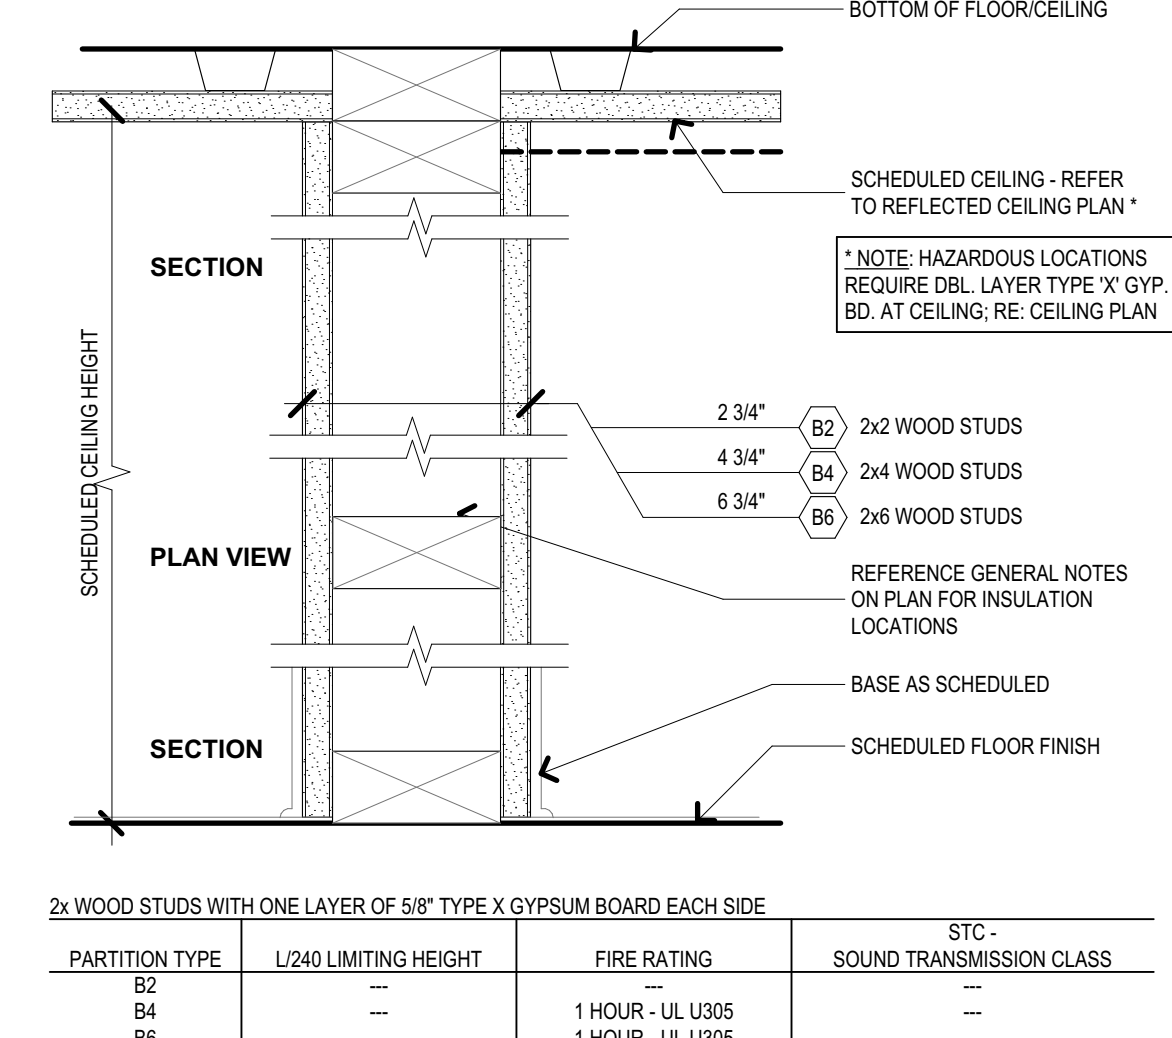 BOTTOM OF FLOOR/CEILING
SCHEDULED CEILING - REFER
TO REFLECTED CEILING PLAN *
* NOTE: HAZARDOUS LOCATIONS
REQUIRE DBL. LAYER TYPE 'X' GYP.
BD. AT CEILING; RE: CEILING PLAN
SECTION
SCHEDULED CEILING HEIGHT
2 3/4" B2 2x2 WOOD STUDS
4 3/4" B4 2x4 WOOD STUDS
6 3/4" B6 2x6 WOOD STUDS
PLAN VIEW
REFERENCE GENERAL NOTES
ON PLAN FOR INSULATION
LOCATIONS
BASE AS SCHEDULED
SECTION
SCHEDULED FLOOR FINISH
2x WOOD STUDS WITH ONE LAYER OF 5/8" TYPE X GYPSUM BOARD EACH SIDE
STC -
PARTITION TYPE L/240 LIMITING HEIGHT FIRE RATING SOUND TRANSMISSION CLASS
B2 --- --- ---
B4 --- 1 HOUR - UL U305 ---
B6 1 HOUR - UL U305